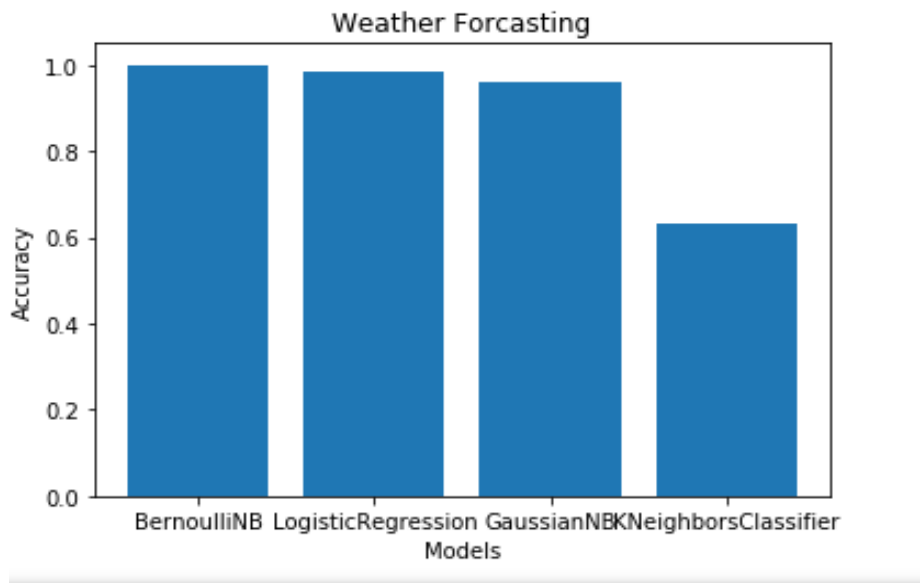 Weather Forcasting
1.0
0.8
0.6
0.4
0.2
0.0
Accuracy
BernoulliNB LogisticRegression GaussianNB KNeighborsClassifier
Models